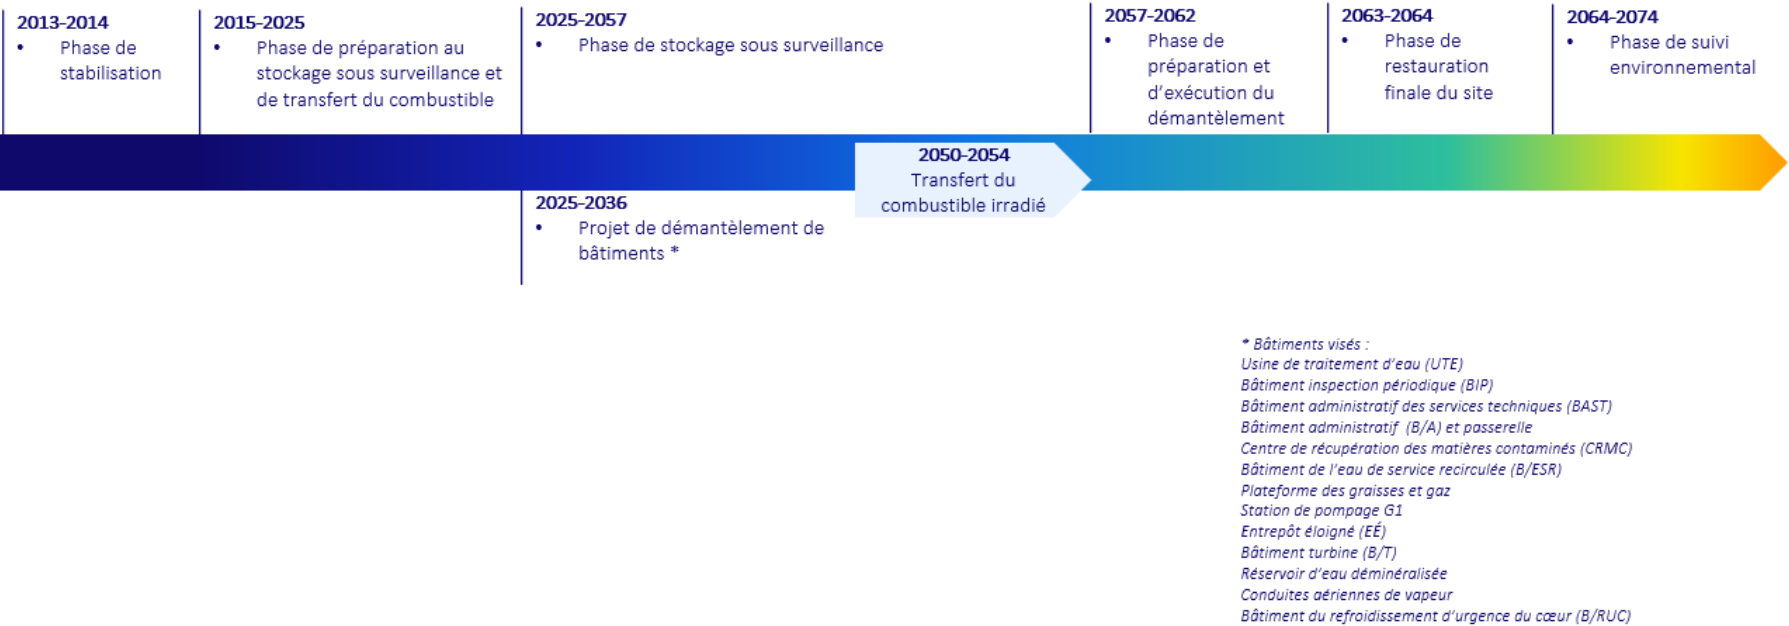 2013-2014
• Phase de
stabilisation
2015-2025
• Phase de préparation au
stockage sous surveillance et
de transfert du combustible
2025-2057
• Phase de stockage sous surveillance
2057-2062
• Phase de
préparation et
d'exécution du
démantèlement
2063-2064
• Phase de
restauration
finale du site
2064-2074
• Phase de suivi
environnemental
2050-2054
Transfert du
combustible irradié
2025-2036
• Projet de démantèlement de
bâtiments *
* Bâtiments visés :
Usine de traitement d'eau (UTE)
Bâtiment inspection périodique (BIP)
Bâtiment administratif des services techniques (BAST)
Bâtiment administratif (B/A) et passerelle
Centre de récupération des matières contaminés (CRMC)
Bâtiment de l'eau de service recirculée (B/ESR)
Plateforme des graisses et gaz
Station de pompage G1
Entrepôt éloigné (EÉ)
Bâtiment turbine (B/T)
Réservoir d'eau déminéralisée
Conduites aériennes de vapeur
Bâtiment du refroidissement d'urgence du cœur (B/RUC)